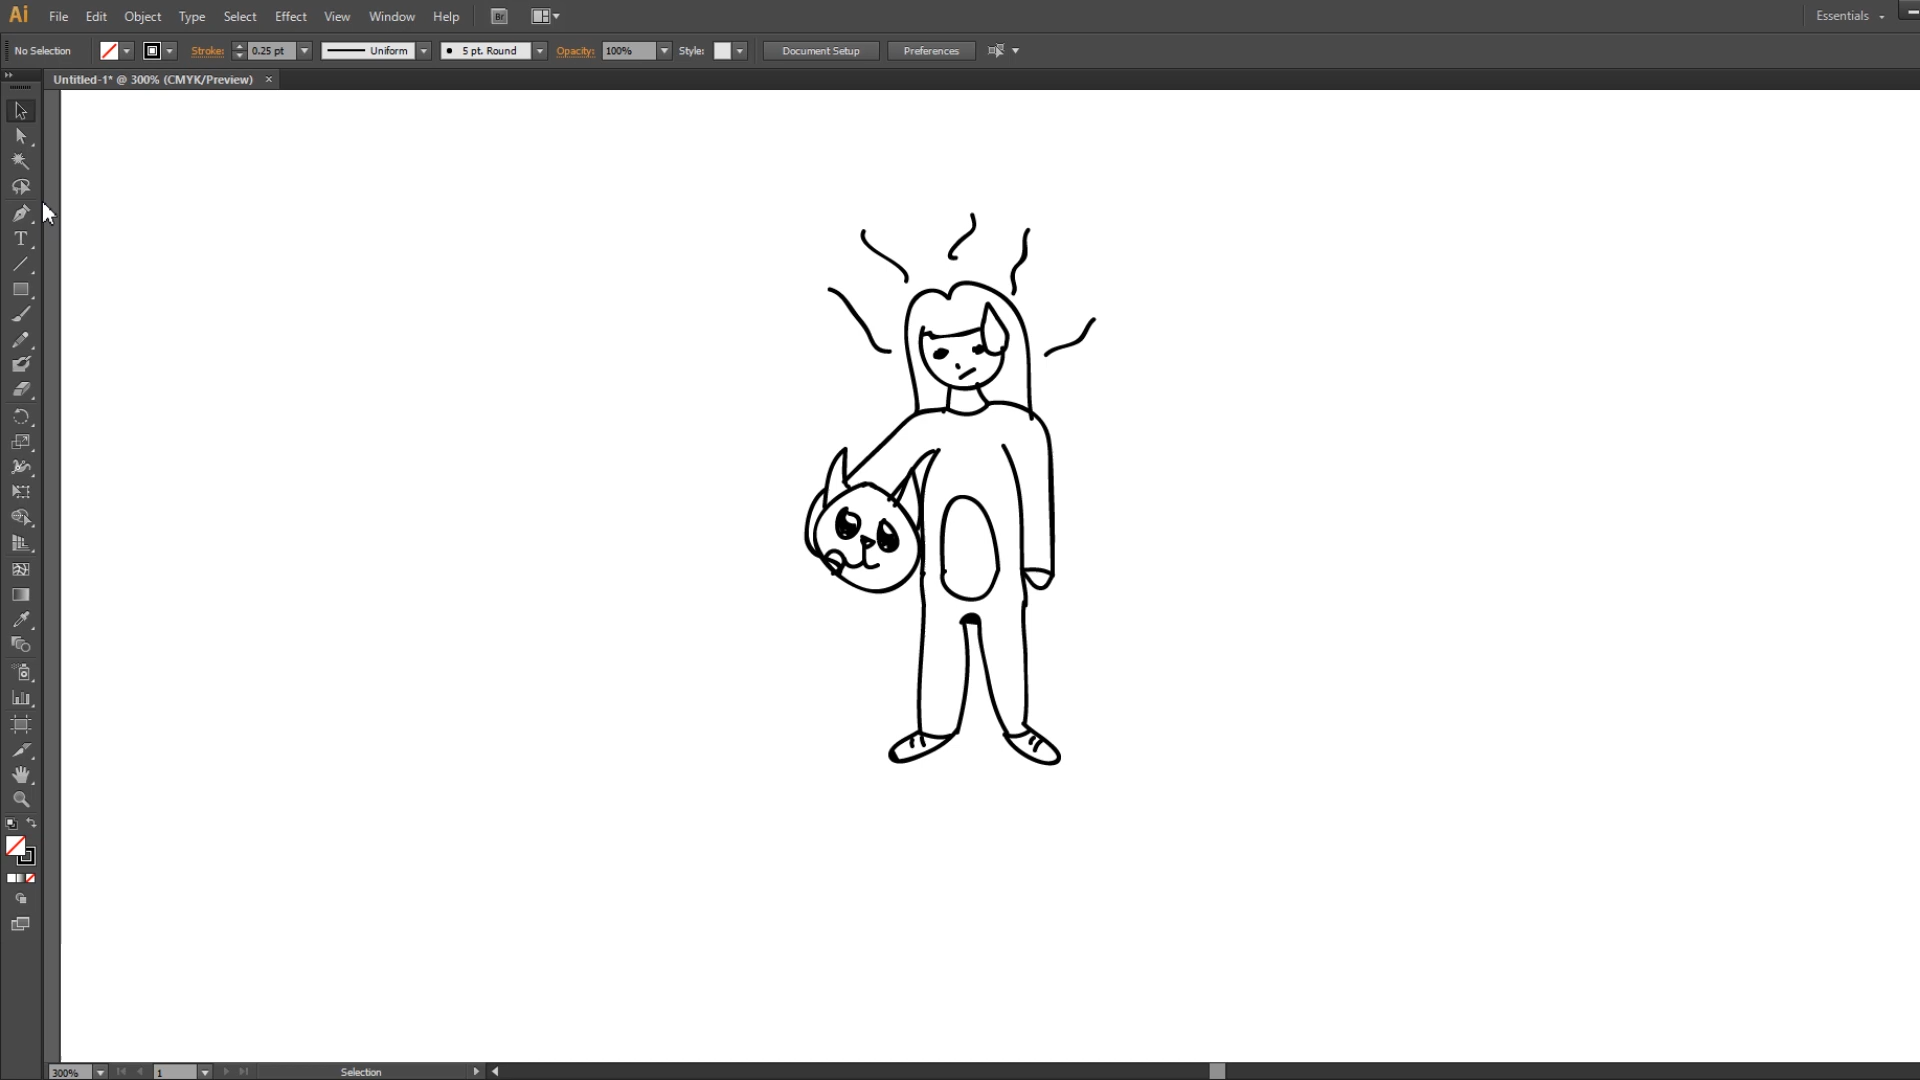 Ai File Edit Object Type Select Effect View Window Help Br Essentials
No Selection Stroke: 0.25 pt Uniform 5 pt. Round Opacity: 100% Style: Document Setup Preferences
Untitled-1* @ 300% (CMYK/Preview) ×
T
300% 1 Selection